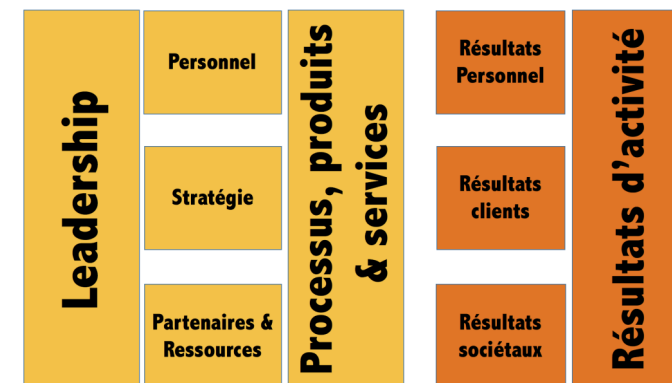 Leadership
Personnel
Stratégie
Partenaires &
Ressources
Processus, produits
& services
Résultats
Personnel
Résultats
clients
Résultats
sociétaux
Résultats d’activité